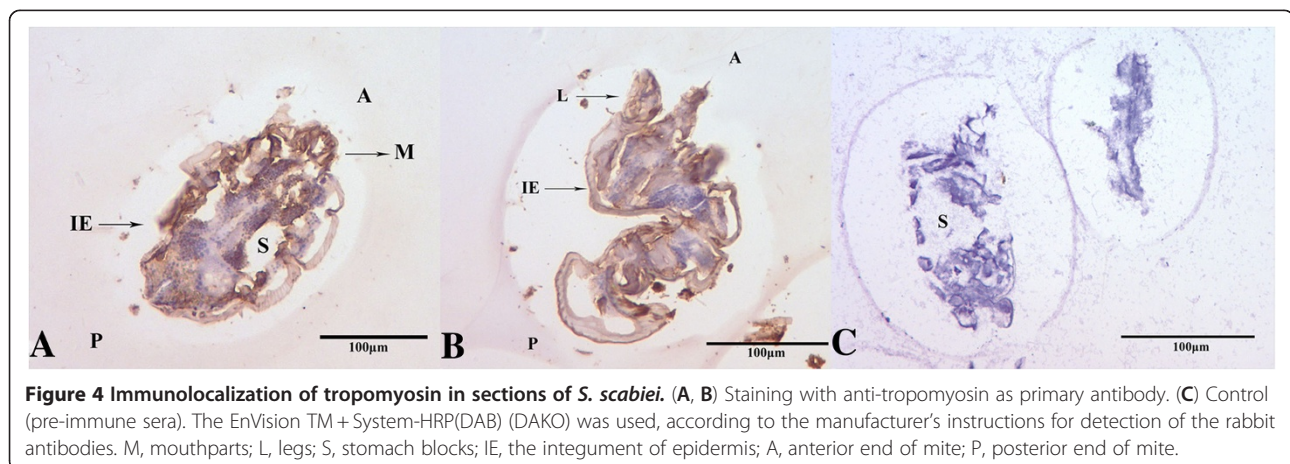 A
M
IE
S
A
P
100μm
A
L
IE
B
P
100μm
S
C
100μm
Figure 4 Immunolocalization of tropomyosin in sections of S. scabiei. (A, B) Staining with anti-tropomyosin as primary antibody. (C) Control
(pre-immune sera). The EnVision TM + System-HRP(DAB) (DAKO) was used, according to the manufacturer's instructions for detection of the rabbit
antibodies. M, mouthparts; L, legs; S, stomach blocks; IE, the integument of epidermis; A, anterior end of mite; P, posterior end of mite.